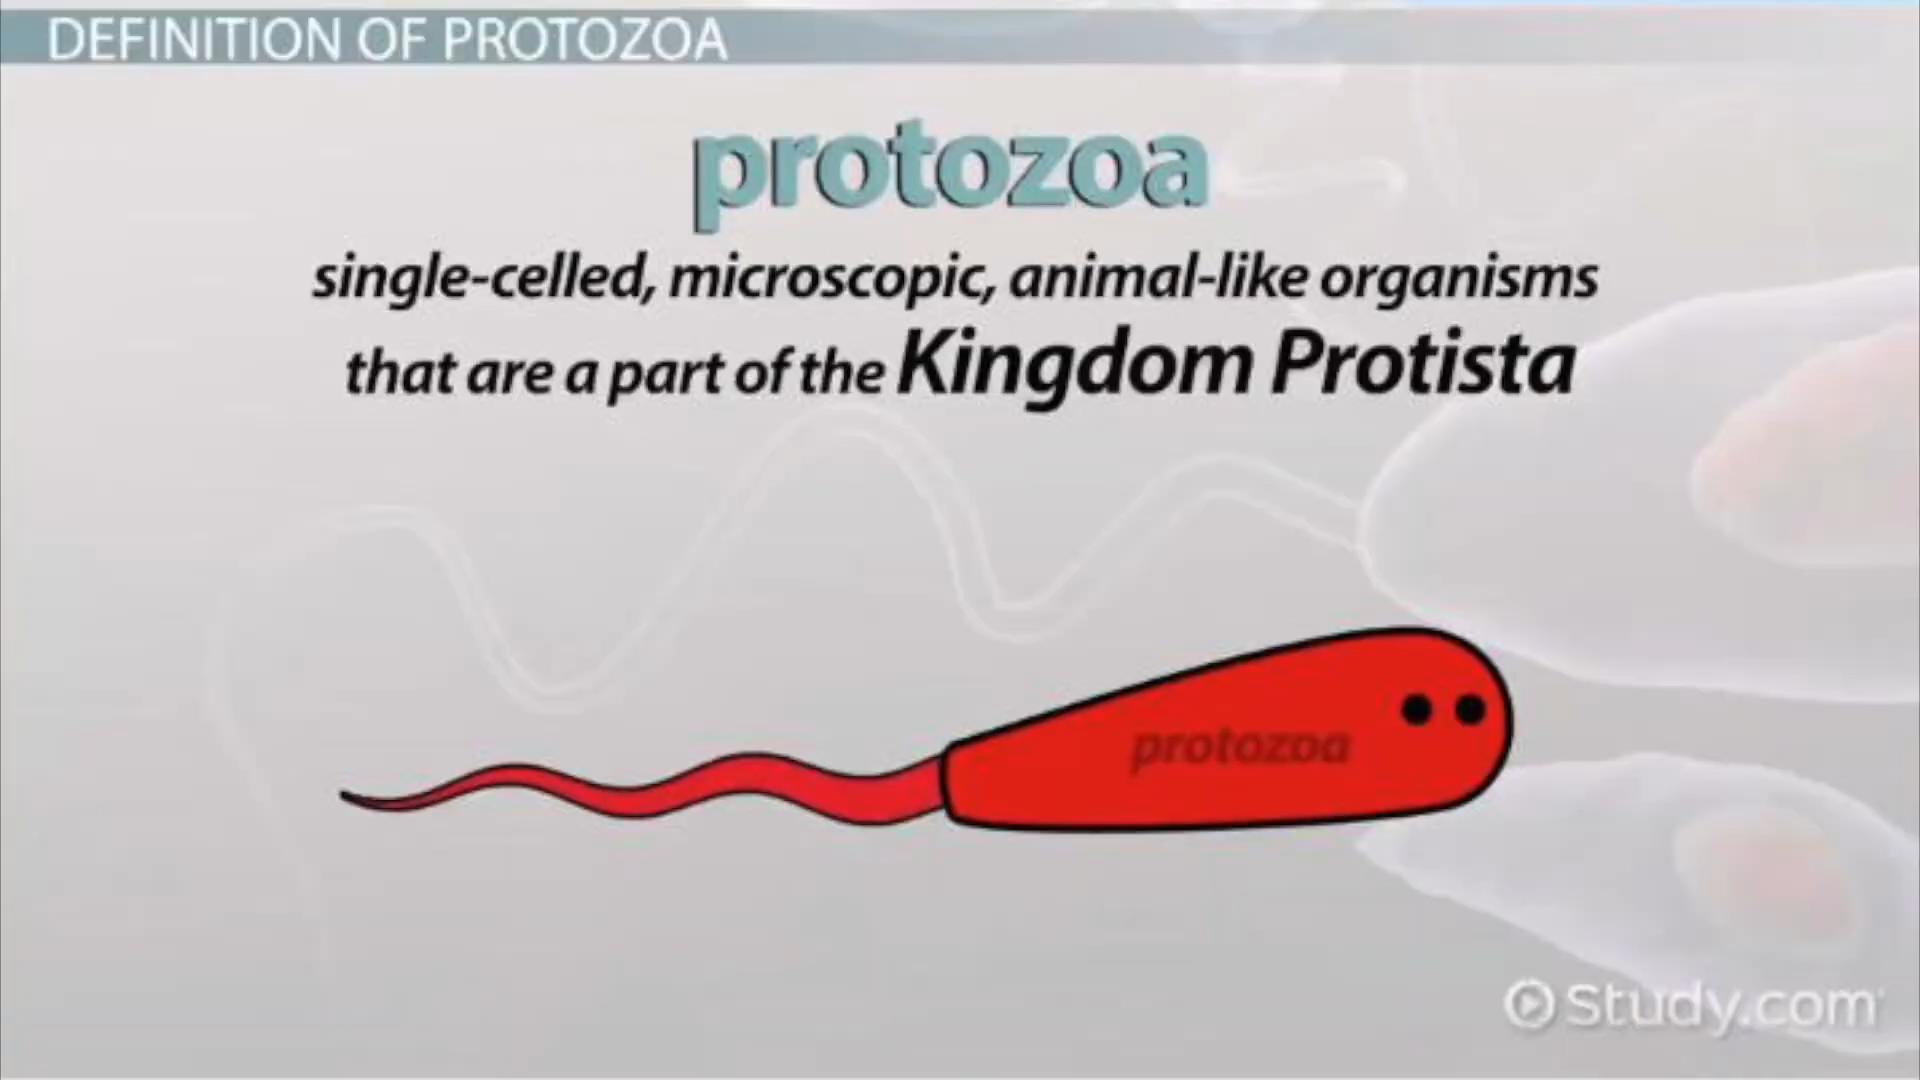 DEFINITION OF PROTOZOA
protozoa
single-celled, microscopic, animal-like organisms
that are a part of the Kingdom Protista
protozoa
Study.com